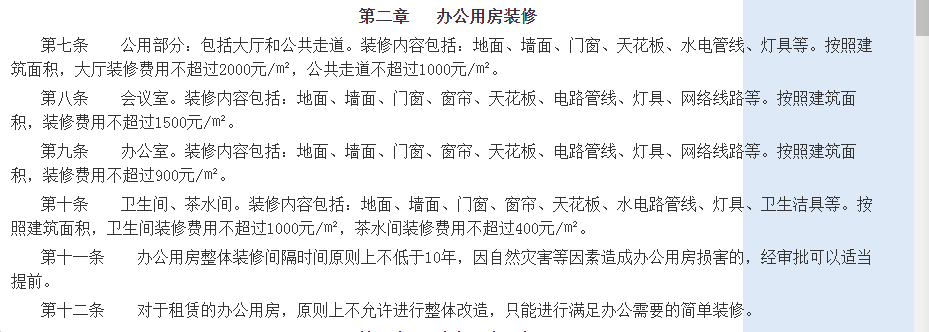 第二章 办公用房装修
第七条 公用部分：包括大厅和公共走道。装修内容包括：地面、墙面、门窗、天花板、水电管线、灯具等。按照建
筑面积，大厅装修费用不超过2000元/㎡，公共走道不超过1000元/㎡。
第八条 会议室。装修内容包括：地面、墙面、门窗、窗帘、天花板、电路管线、灯具、网络线路等。按照建筑面
积，装修费用不超过1500元/㎡。
第九条 办公室。装修内容包括：地面、墙面、门窗、窗帘、天花板、电路管线、灯具、网络线路等。按照建筑面
积，装修费用不超过900元/㎡。
第十条 卫生间、茶水间。装修内容包括：地面、墙面、门窗、窗帘、天花板、水电路管线、灯具、卫生洁具等。按
照建筑面积，卫生间装修费用不超过1000元/㎡，茶水间装修费用不超过400元/㎡。
第十一条 办公用房整体装修间隔时间原则上不低于10年，因自然灾害等因素造成办公用房损害的，经审批可以适当
提前。
第十二条 对于租赁的办公用房，原则上不允许进行整体改造，只能进行满足办公需要的简单装修。